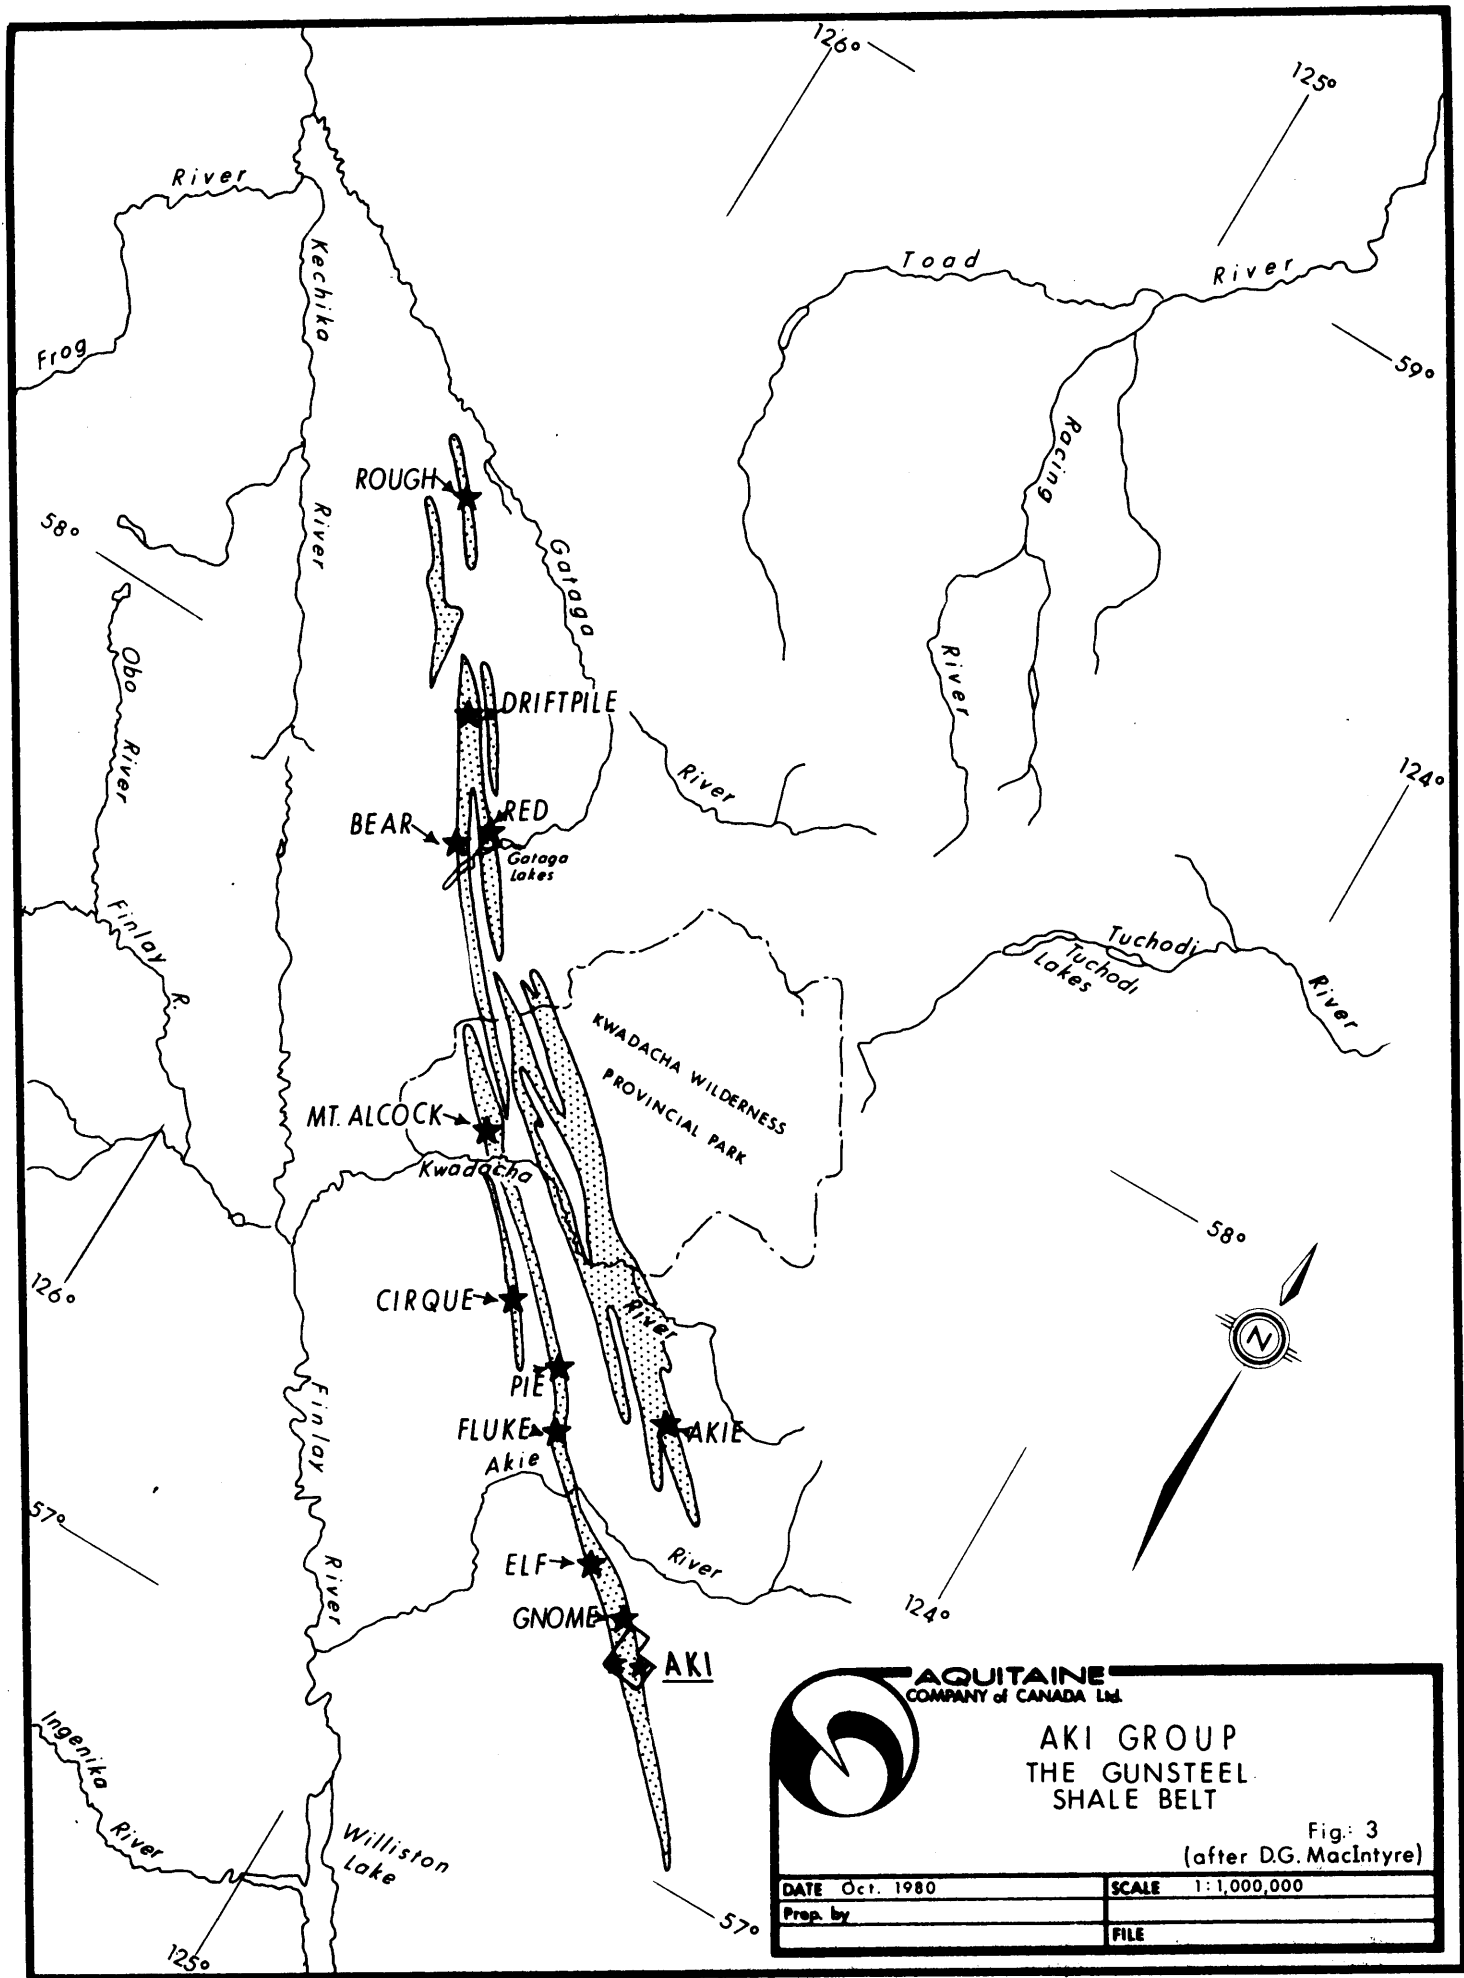 126°
125°
River
Kechika
Toad
River
Frog
59°
Racing
ROUGH
58°
River
Gataga
Obo
River
River
DRIFTPILE
River
124°
BEAR
RED
Gataga
Lakes
Finlay
R.
Tuchodi
Tuchodi
Lakes
River
KWADACHA WILDERNESS
PROVINCIAL PARK
MT. ALCOCK
Kwadacha
58°
126°
CIRQUE
River
N
PIE
Finlay
FLUKE
AKIE
Akie
57°
River
ELF
River
124°
GNOME
AKI
AQUITAINE
COMPANY of CANADA Ltd.
Ingenika
River
AKI GROUP
THE GUNSTEEL
SHALE BELT
Williston
Lake
Fig.: 3
(after D.G. MacIntyre)
DATE Oct. 1980
SCALE 1:1,000,000
Prep. by
FILE
57°
125°